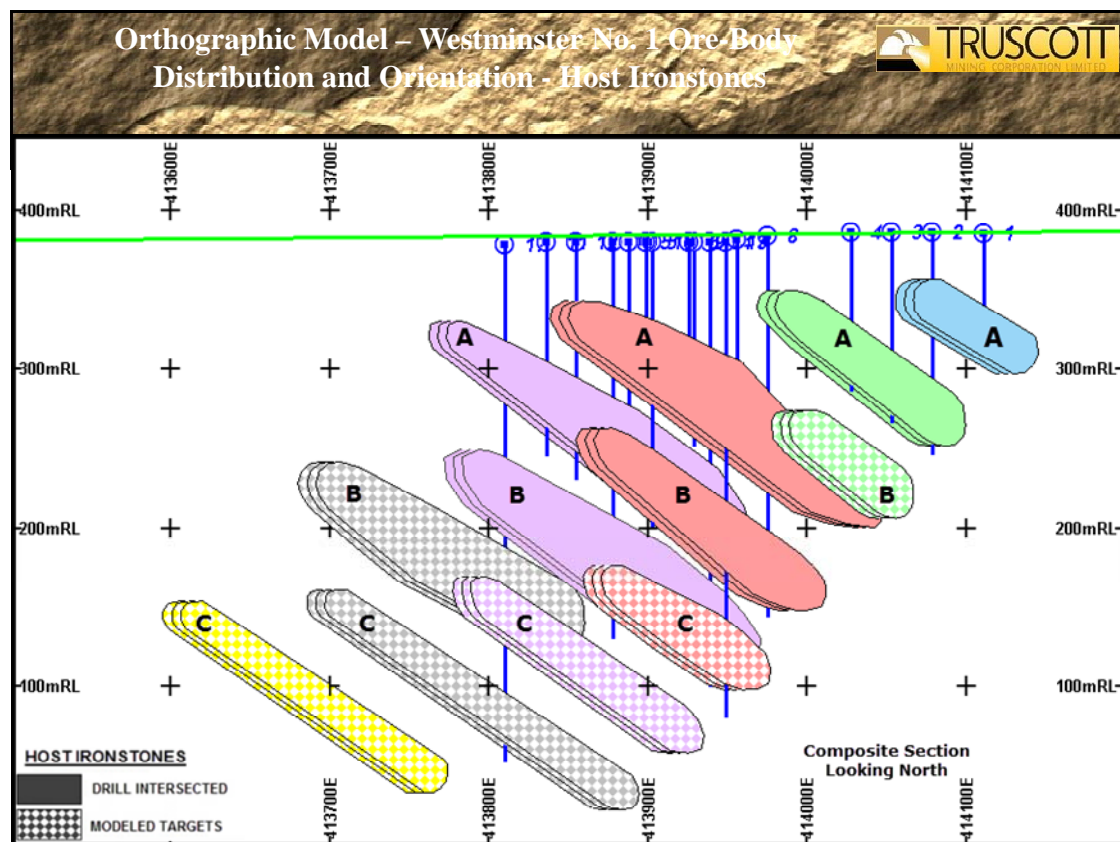 Orthographic Model – Westminster No. 1 Ore-Body
Distribution and Orientation - Host Ironstones
TRUSCOTT
MINING CORPORATION LIMITED
413600E
413700E
413800E
413900E
414000E
414100E
400mRL
400mRL
6
4
3
2
1
A
A
A
A
300mRL
300mRL
B
B
B
B
200mRL
200mRL
C
C
C
C
100mRL
100mRL
HOST IRONSTONES
DRILL INTERSECTED
MODELED TARGETS
Composite Section
Looking North
413700E
413800E
413900E
414000E
414100E